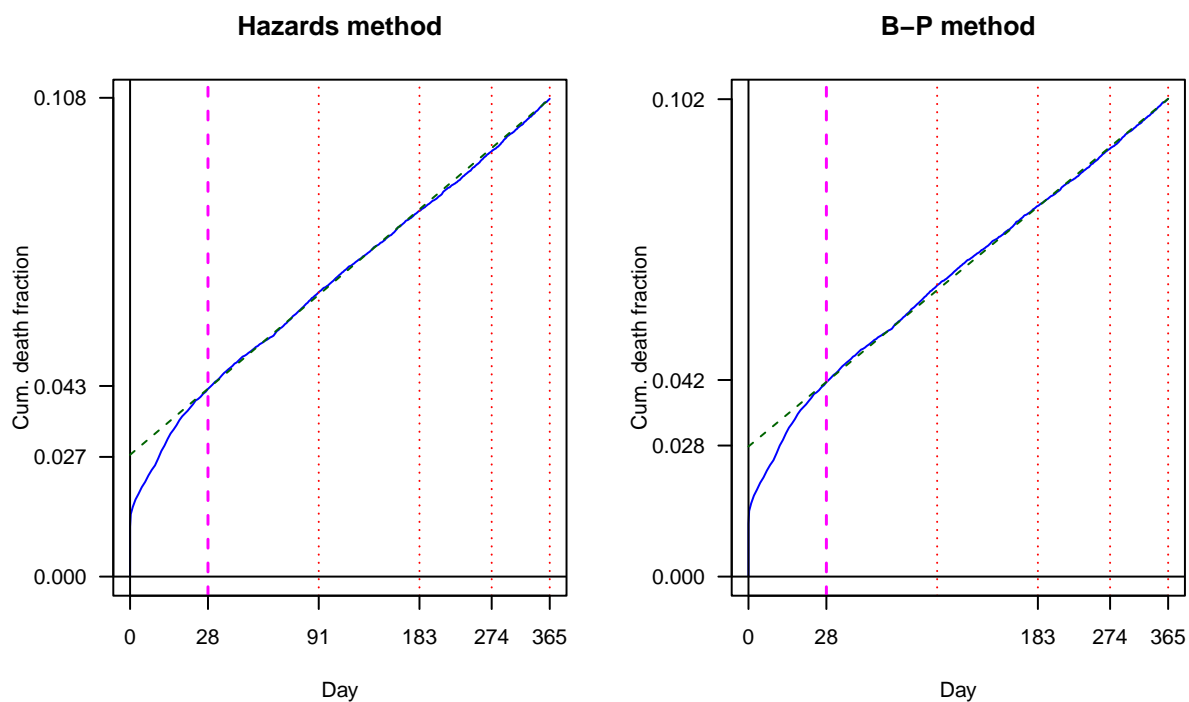 Hazards method
Cum. death fraction
0.108
0.043
0.027
0.000
0 28 91 183 274 365
Day
B−P method
Cum. death fraction
0.102
0.042
0.028
0.000
0 28 183 274 365
Day